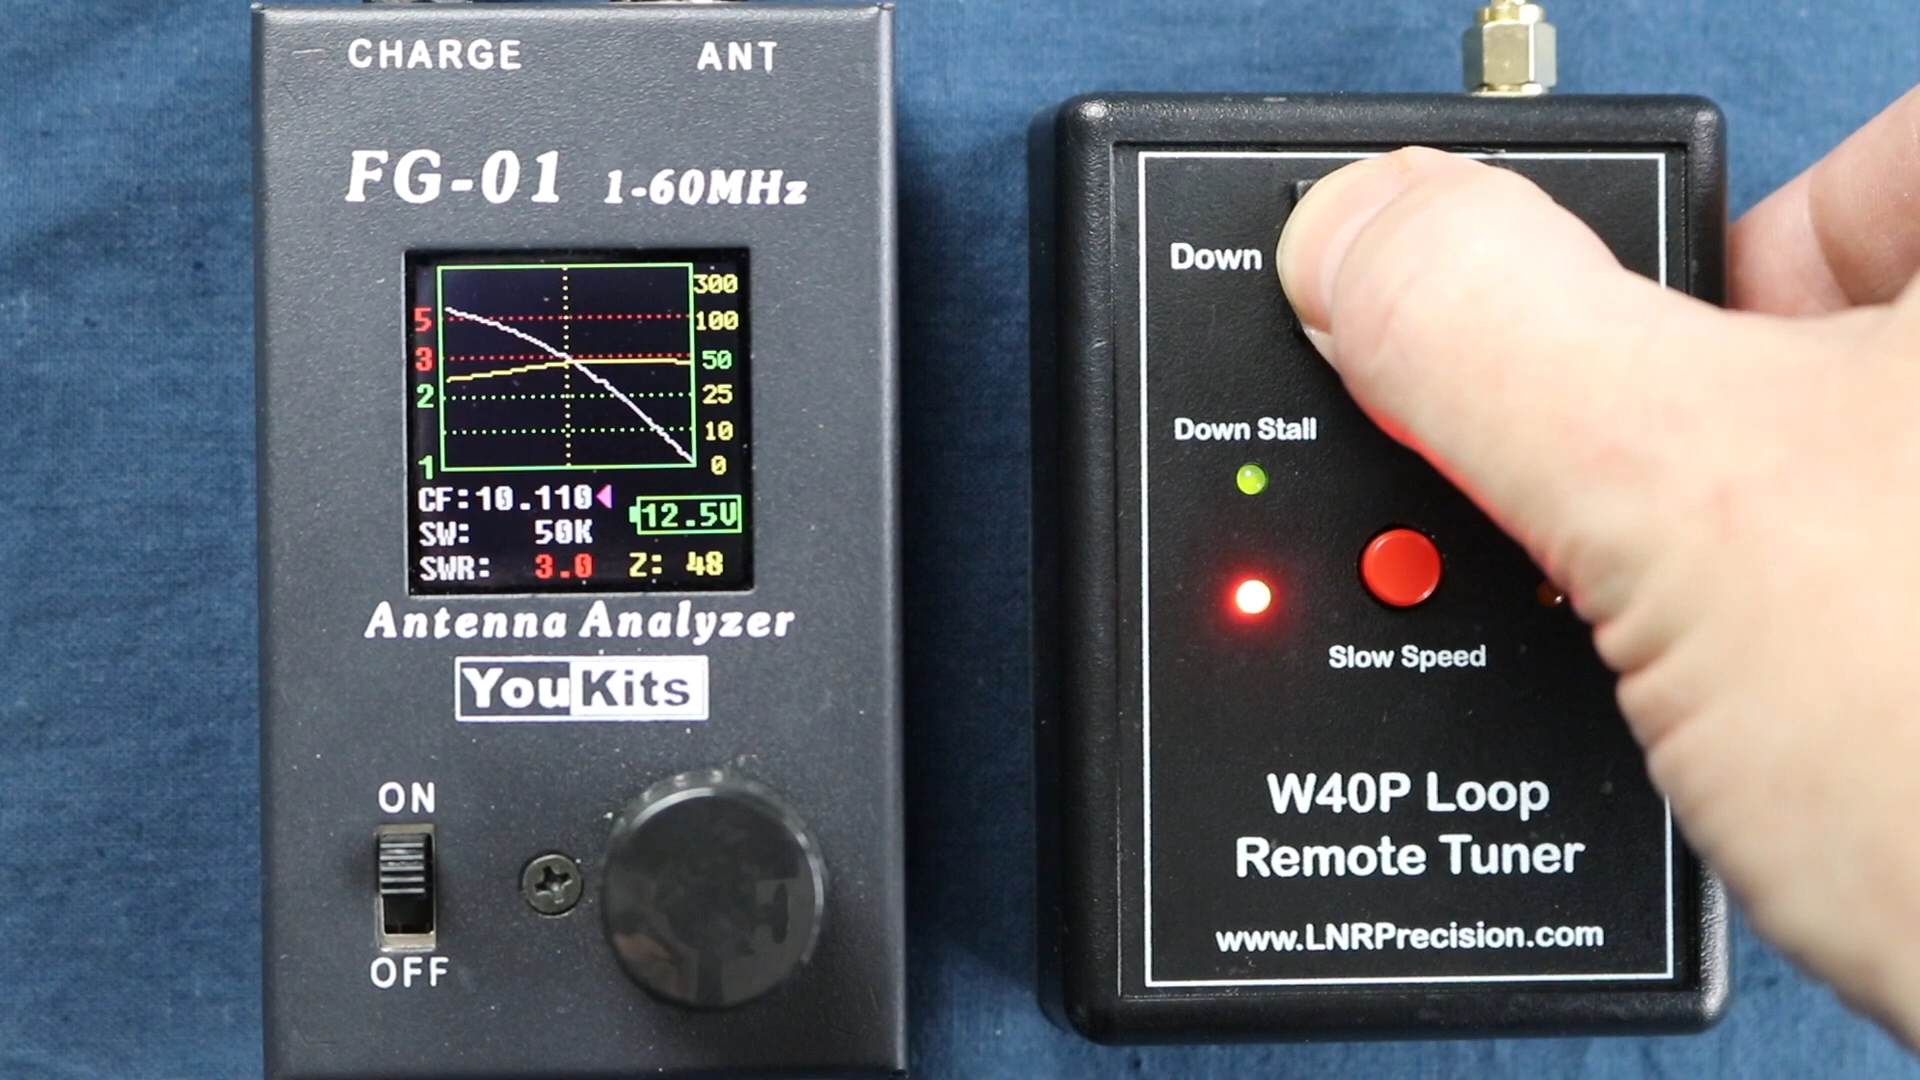 CHARGE ANT
FG-01 1-60MHz
300
5 100
3 50
2 25
10
1 0
CF:10.110
SW: 50K
12.5V
SWR: 3.0 Z: 48
Antenna Analyzer
YouKits
ON
OFF
Down
Down Stall
Slow Speed
W40P Loop
Remote Tuner
www.LNRPrecision.com